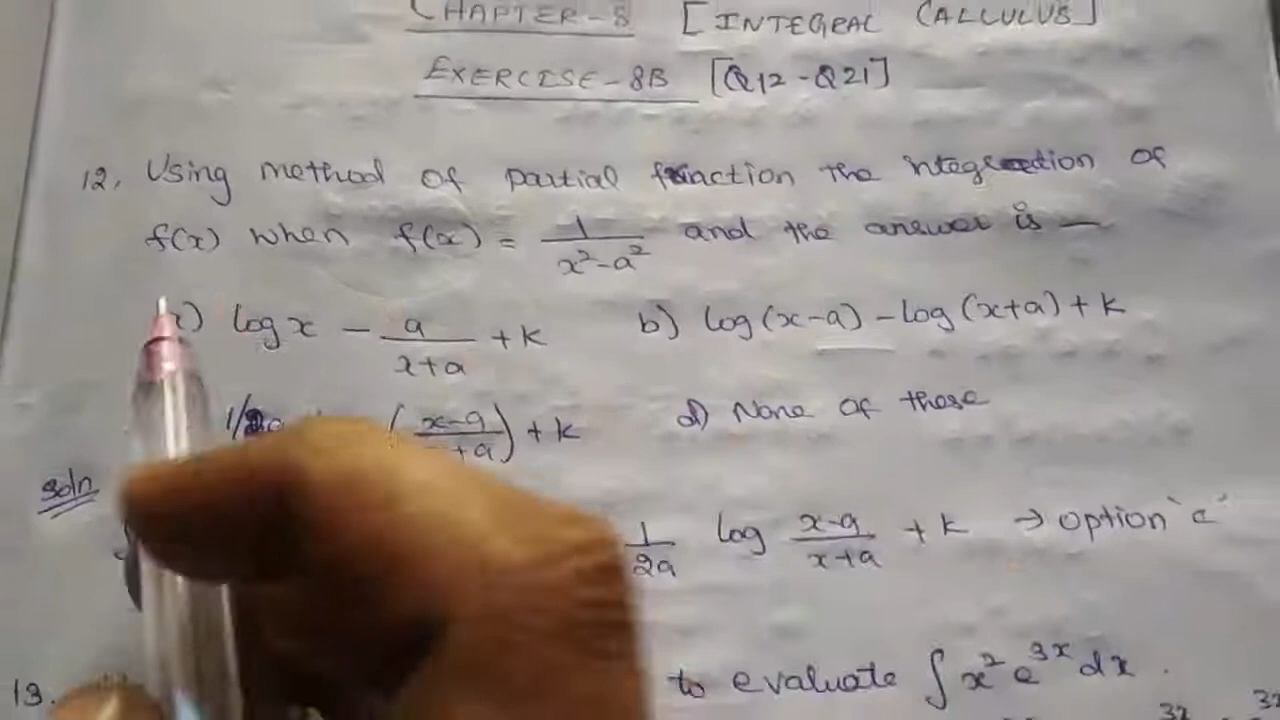 CHAPTER-8 [INTEGRAL CALCULUS]
EXERCISE-8B [Q12-Q21]
12. Using method of partial fraction the integration of
f(x) when f(x) = 1/(x²-a²) and the answer is —
a) log x - a/(x+a) + k b) log(x-a) - log(x+a) + k
1/2a (x-a/x+a) + k d) None of these
Soln
1/2a log x-a/x+a + k → option 'c'
13. to evaluate ∫x² e^3x dx.